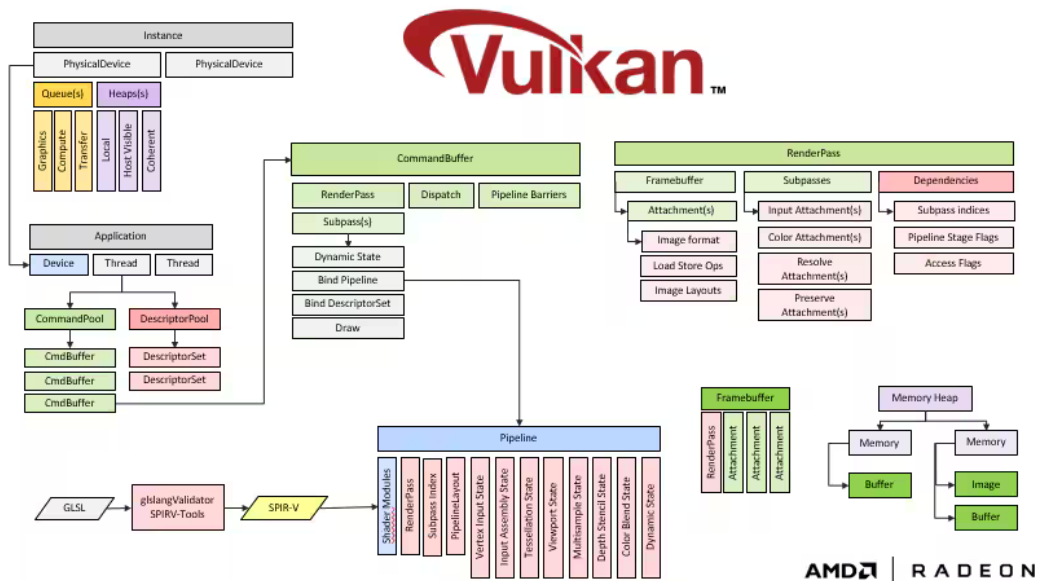 Vulkan
TM
Instance
PhysicalDevice
PhysicalDevice
Queue(s)
Heaps(s)
Graphics
Compute
Transfer
Local
Host Visible
Coherent
Application
Device
Thread
Thread
CommandPool
DescriptorPool
CmdBuffer
CmdBuffer
CmdBuffer
DescriptorSet
DescriptorSet
CommandBuffer
RenderPass
Dispatch
Pipeline Barriers
Subpass(s)
Dynamic State
Bind Pipeline
Bind DescriptorSet
Draw
RenderPass
Framebuffer
Attachment(s)
Image format
Load Store Ops
Image Layouts
Subpasses
Input Attachment(s)
Color Attachment(s)
Resolve
Attachment(s)
Preserve
Attachment(s)
Dependencies
Subpass indices
Pipeline Stage Flags
Access Flags
GLSL
glslangValidator
SPIRV-Tools
SPIR-V
Pipeline
Shader Modules
RenderPass
Subpass Index
PipelineLayout
Vertex Input State
Input Assembly State
Tessellation State
Viewport State
Multisample State
Depth Stencil State
Color Blend State
Dynamic State
Framebuffer
RenderPass
Attachment
Attachment
Attachment
Memory Heap
Memory
Memory
Buffer
Image
Buffer
AMD
RADEON